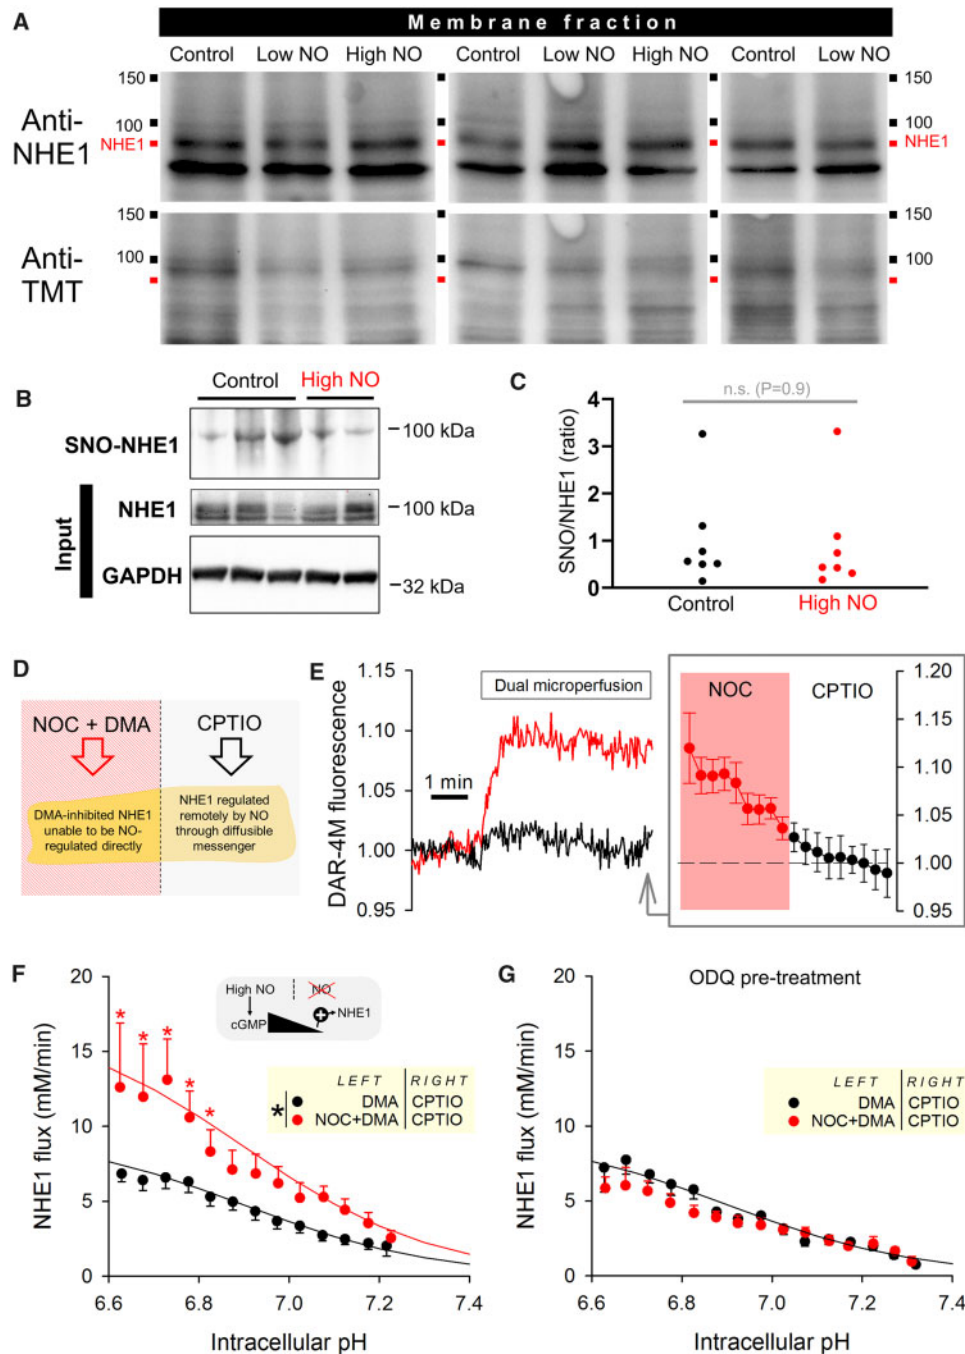 A
Membrane fraction
Control Low NO High NO Control Low NO High NO Control Low NO
Anti-NHE1
150 150
100 100
NHE1 NHE1
Anti-TMT
150 150
100 100
B
Control High NO
SNO-NHE1
100 kDa
Input
NHE1
100 kDa
GAPDH
32 kDa
C
n.s. (P=0.9)
SNO/NHE1 (ratio)
4
3
2
1
0
Control High NO
D
NOC + DMA CPTIO
DMA-inhibited NHE1
unable to be NO-
regulated directly
NHE1 regulated
remotely by NO
through diffusible
messenger
E
DAR-4M fluorescence
1.15
1.10
1.05
1.00
0.95
Dual microperfusion
1 min
NOC CPTIO
1.20
1.15
1.10
1.05
1.00
0.95
F
NHE1 flux (mM/min)
20
15
10
5
0
6.6 6.8 7.0 7.2 7.4
Intracellular pH
High NO NO
cGMP + NHE1
LEFT RIGHT
* DMA CPTIO
NOC+DMA CPTIO
* * * * *
G
ODQ pre-treatment
NHE1 flux (mM/min)
20
15
10
5
0
6.6 6.8 7.0 7.2 7.4
Intracellular pH
LEFT RIGHT
DMA CPTIO
NOC+DMA CPTIO